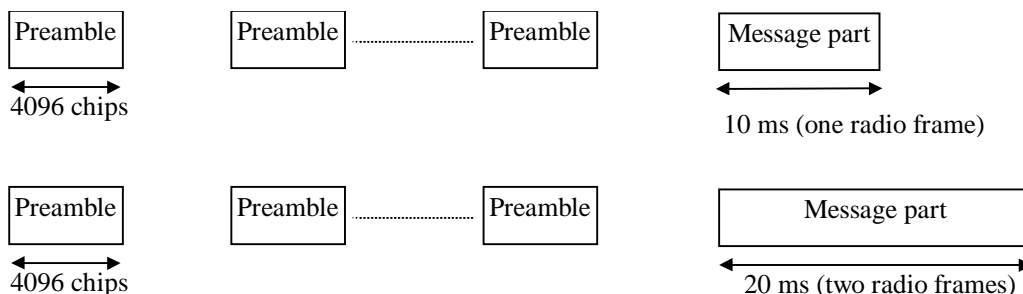 Preamble Preamble Preamble Message part
4096 chips
10 ms (one radio frame)
Preamble Preamble Preamble Message part
4096 chips 20 ms (two radio frames)